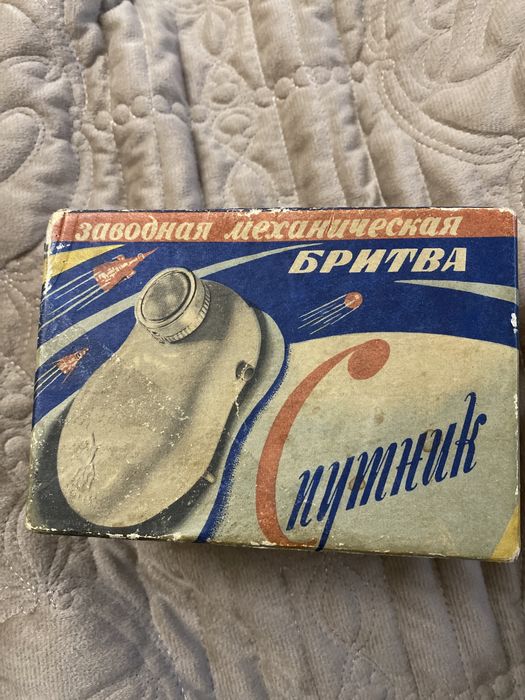 заводная механическая
БРИТВА
Спутник